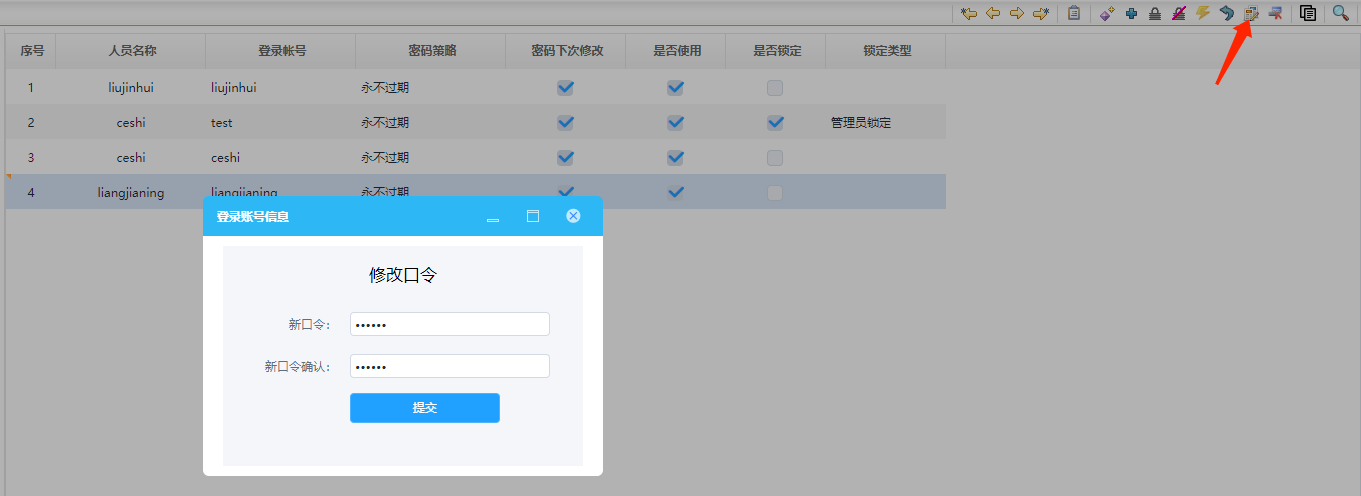 序号 人员名称 登录帐号 密码策略 密码下次修改 是否使用 是否锁定 锁定类型
1 liujinhui liujinhui 永不过期
2 ceshi test 永不过期 管理员锁定
3 ceshi ceshi 永不过期
4 liangjianing liangjianing 永不过期
登录账号信息
修改口令
新口令:
新口令确认:
提交